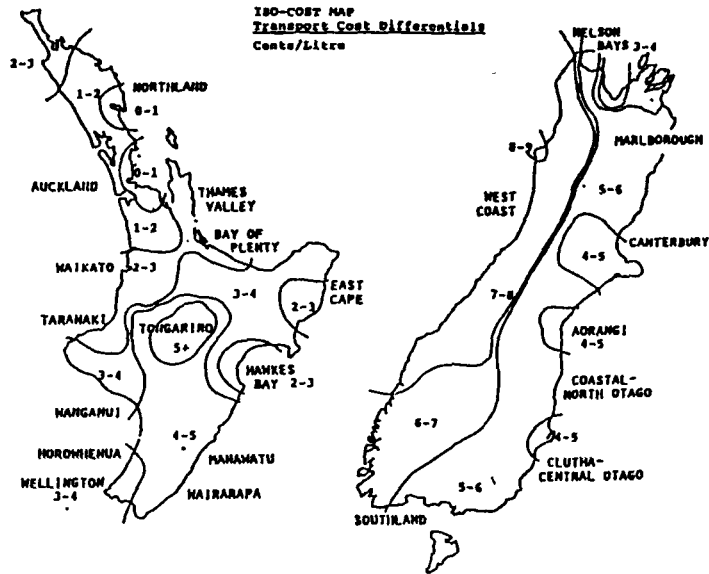 ISO-COST MAP
Transport Cost Differentials
Cents/Litre
2-3
1-2
NORTHLAND
0-1
0-1
AUCKLAND
THAMES
VALLEY
1-2
BAY OF
PLENTY
WAIKATO
2-3
3-4
EAST
CAPE
2-3
TARANAKI
TONGARIRO
5+
3-4
HAWKES
BAY 2-3
WANGANUI
4-5
HOROWHENUA
MANAWATU
WELLINGTON
3-4
WAIRARAPA
NELSON
BAYS 3-4
MARLBOROUGH
8-9
5-6
WEST
COAST
CANTERBURY
4-5
7-8
AORANGI
4-5
COASTAL-
NORTH OTAGO
6-7
4-5
CLUTHA-
CENTRAL OTAGO
5-6
SOUTHLAND